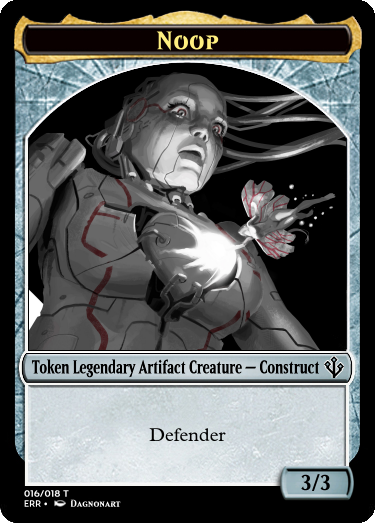 Noop
Token Legendary Artifact Creature — Construct
Defender
3/3
016/018 T
ERR • Dagnonart